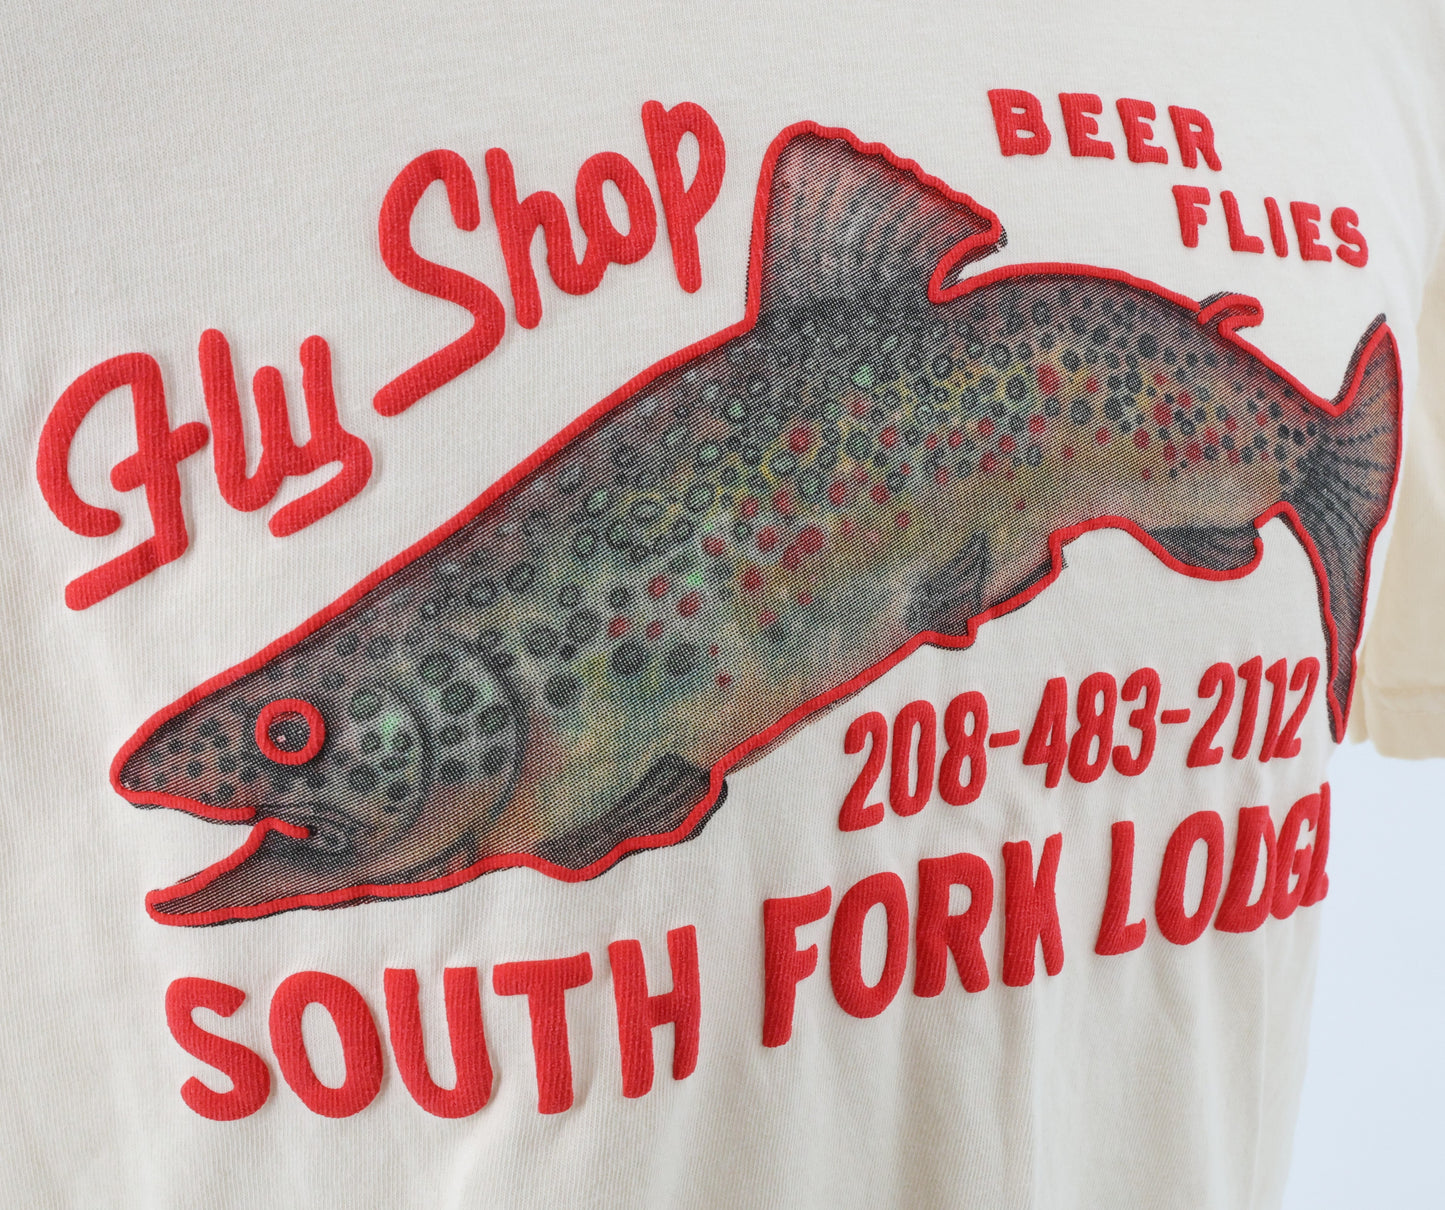 Fly Shop
BEER
FLIES
208-483-2112
SOUTH FORK LODGE